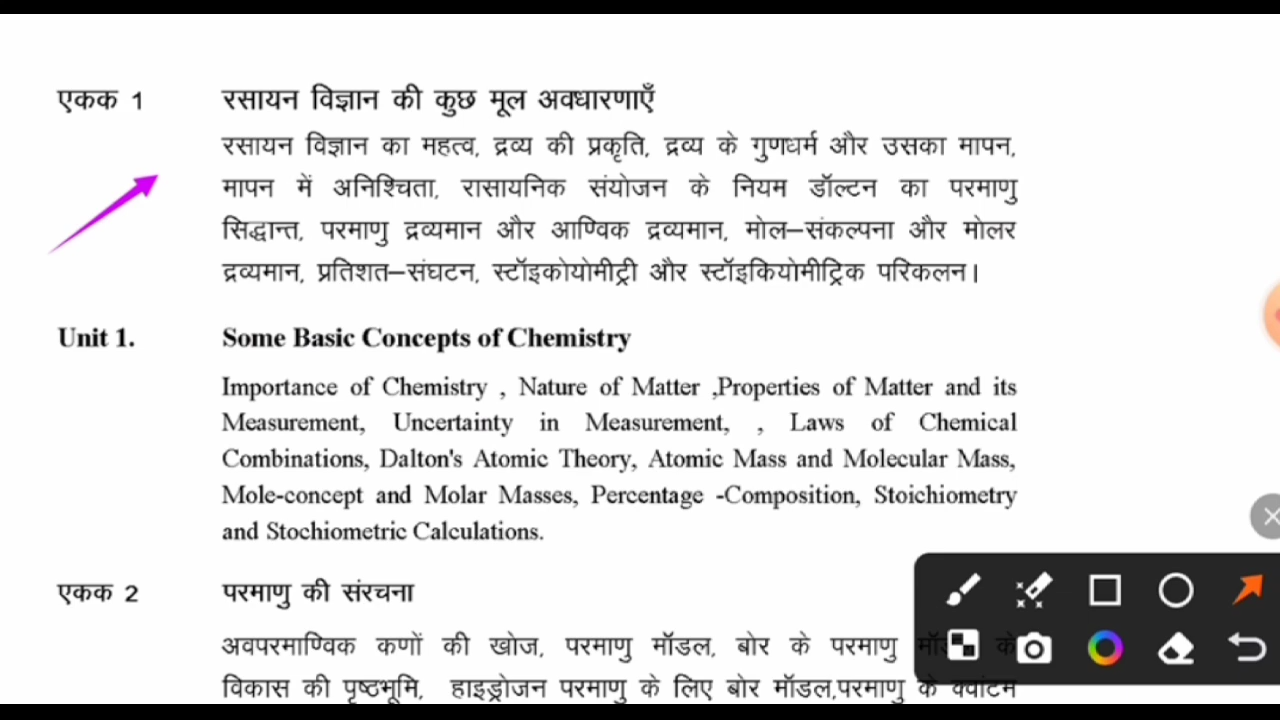 एकक 1 रसायन विज्ञान की कुछ मूल अवधारणाएँ
रसायन विज्ञान का महत्व, द्रव्य की प्रकृति, द्रव्य के गुणधर्म और उसका मापन,
मापन में अनिश्चिता, रासायनिक संयोजन के नियम डॉल्टन का परमाणु
सिद्धान्त, परमाणु द्रव्यमान और आण्विक द्रव्यमान, मोल–संकल्पना और मोलर
द्रव्यमान, प्रतिशत–संघटन, स्टॉइकोयोमीट्री और स्टॉइकियोमीट्रिक परिकलन।
Unit 1. Some Basic Concepts of Chemistry
Importance of Chemistry , Nature of Matter ,Properties of Matter and its
Measurement, Uncertainty in Measurement, , Laws of Chemical
Combinations, Dalton's Atomic Theory, Atomic Mass and Molecular Mass,
Mole-concept and Molar Masses, Percentage -Composition, Stoichiometry
and Stochiometric Calculations.
एकक 2 परमाणु की संरचना
अवपरमाण्विक कणों की खोज, परमाणु मॉडल, बोर के परमाणु मॉडल के
विकास की पृष्ठभूमि, हाइड्रोजन परमाणु के लिए बोर मॉडल,परमाणु के क्वांटम